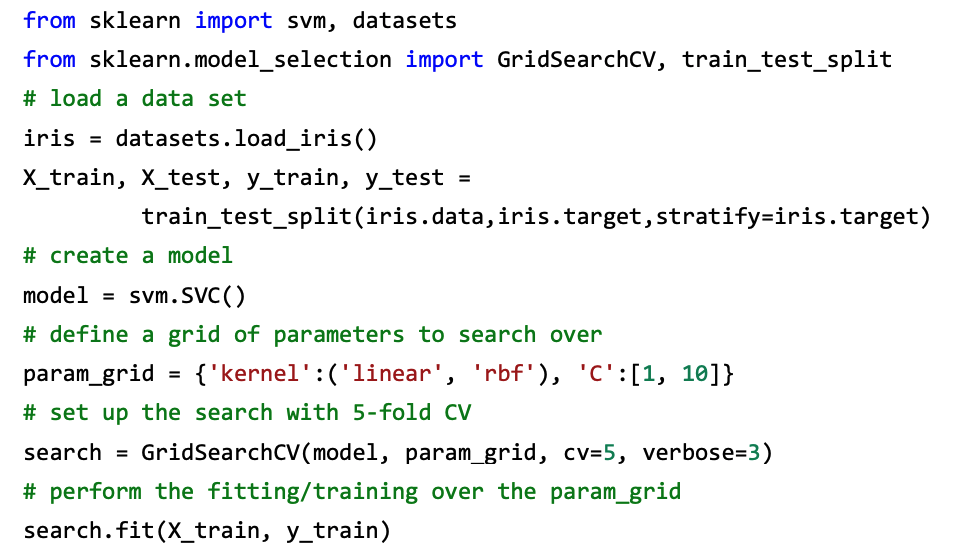 from sklearn import svm, datasets
from sklearn.model_selection import GridSearchCV, train_test_split
# load a data set
iris = datasets.load_iris()
X_train, X_test, y_train, y_test =
train_test_split(iris.data,iris.target,stratify=iris.target)
# create a model
model = svm.SVC()
# define a grid of parameters to search over
param_grid = {'kernel':('linear', 'rbf'), 'C':[1, 10]}
# set up the search with 5-fold CV
search = GridSearchCV(model, param_grid, cv=5, verbose=3)
# perform the fitting/training over the param_grid
search.fit(X_train, y_train)